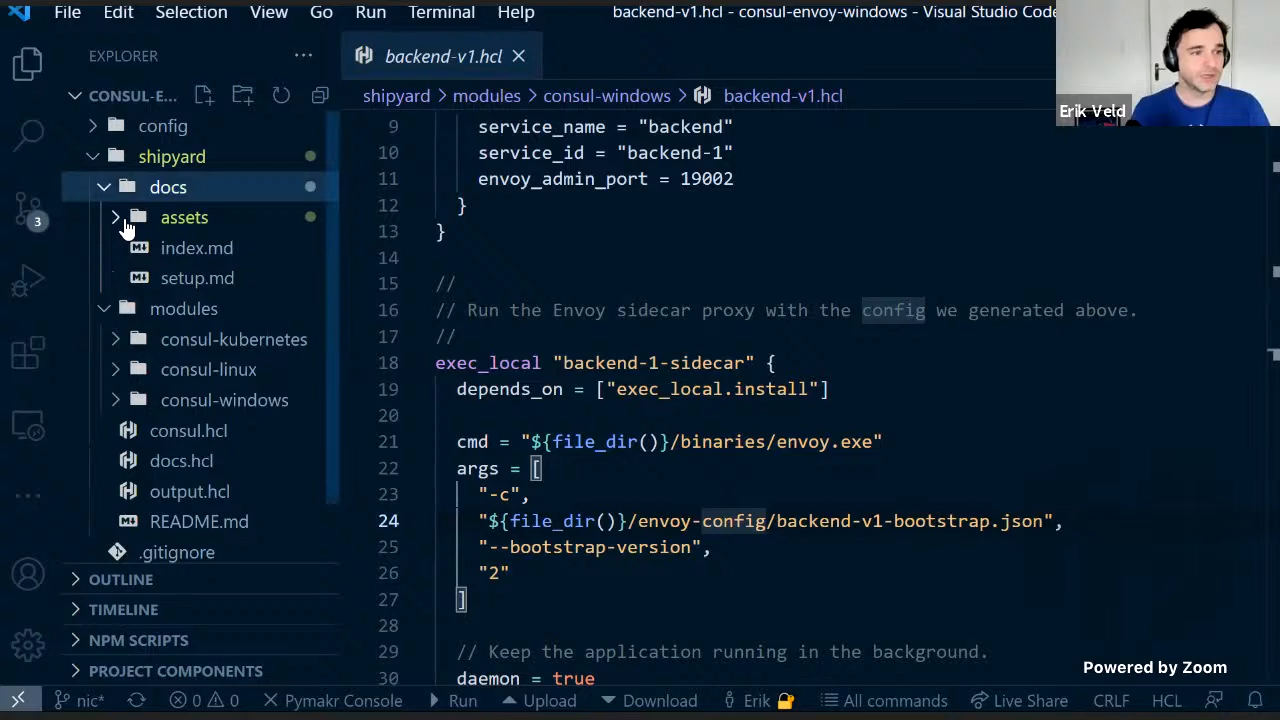 File Edit Selection View Go Run Terminal Help backend-v1.hcl - consul-envoy-windows - Visual Studio Code
EXPLORER ...
backend-v1.hcl
CONSUL-E...
shipyard > modules > consul-windows > backend-v1.hcl
Erik Veld
config
shipyard
docs
assets
index.md
setup.md
modules
consul-kubernetes
consul-linux
consul-windows
consul.hcl
docs.hcl
output.hcl
README.md
.gitignore
OUTLINE
TIMELINE
NPM SCRIPTS
PROJECT COMPONENTS
3
9 service_name = "backend"
10 service_id = "backend-1"
11 envoy_admin_port = 19002
12 }
13 }
14
15 //
16 // Run the Envoy sidecar proxy with the config we generated above.
17 //
18 exec_local "backend-1-sidecar" {
19 depends_on = ["exec_local.install"]
20
21 cmd = "${file_dir()}/binaries/envoy.exe"
22 args = [
23 "-c",
24 "${file_dir()}/envoy-config/backend-v1-bootstrap.json",
25 "--bootstrap-version",
26 "2"
27 ]
28
29 // Keep the application running in the background.
30 daemon = true
Powered by Zoom
nic* 0 0 Pymakr Console Run Upload Download Erik All commands Live Share CRLF HCL